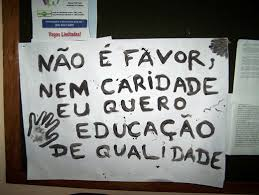 Vagas Limitadas!
NÃO É FAVOR,
NEM CARIDADE
EU QUERO
EDUCAÇÃO
DE QUALIDADE